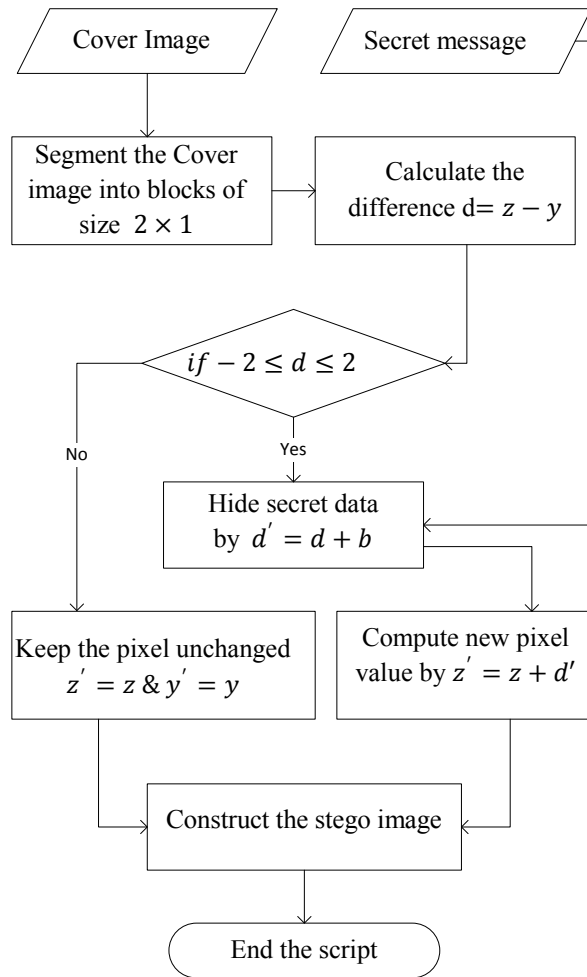 Cover Image
Secret message
Segment the Cover
image into blocks of
size 2 × 1
Calculate the
difference d= z − y
if − 2 ≤ d ≤ 2
No
Yes
Hide secret data
by d′ = d + b
Keep the pixel unchanged
z′ = z & y′ = y
Compute new pixel
value by z′ = z + d′
Construct the stego image
End the script